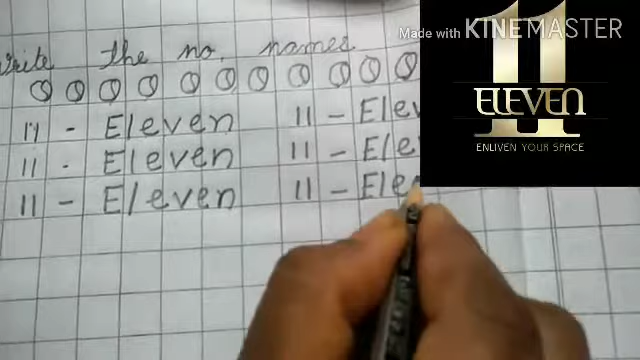 Made with KINEMASTER
write the no. names
11 - Eleven 11 - Elev
11 - Eleven 11 - Ele
11 - Eleven 11 - Ele
11
ELEVEN
ENLIVEN YOUR SPACE